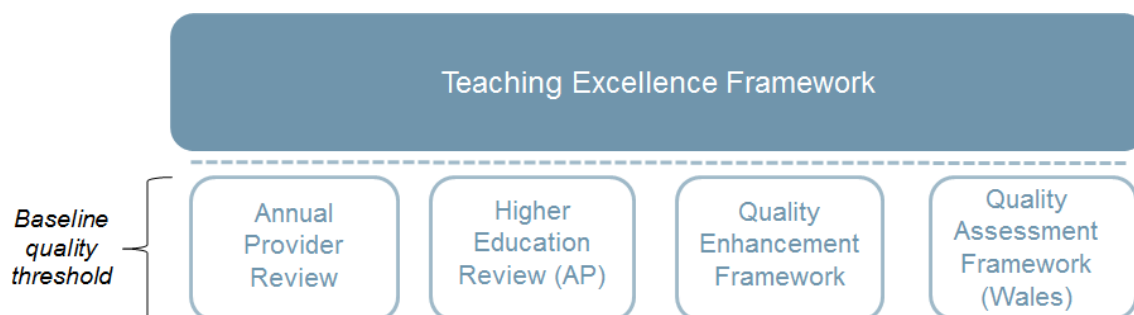 Teaching Excellence Framework
Baseline
quality
threshold
Annual
Provider
Review
Higher
Education
Review (AP)
Quality
Enhancement
Framework
Quality
Assessment
Framework
(Wales)